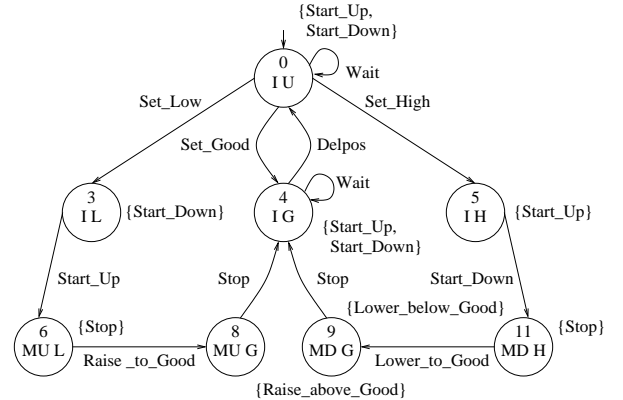 {Start_Up,
Start_Down}
0
I U
Wait
Set_Low
Set_High
Set_Good
Delpos
3
I L
{Start_Down}
4
I G
Wait
{Start_Up,
Start_Down}
5
I H
{Start_Up}
Start_Up
Stop
Stop
Start_Down
{Lower_below_Good}
6
MU L
{Stop}
Raise _to_Good
8
MU G
9
MD G
Lower_to_Good
11
MD H
{Stop}
{Raise_above_Good}